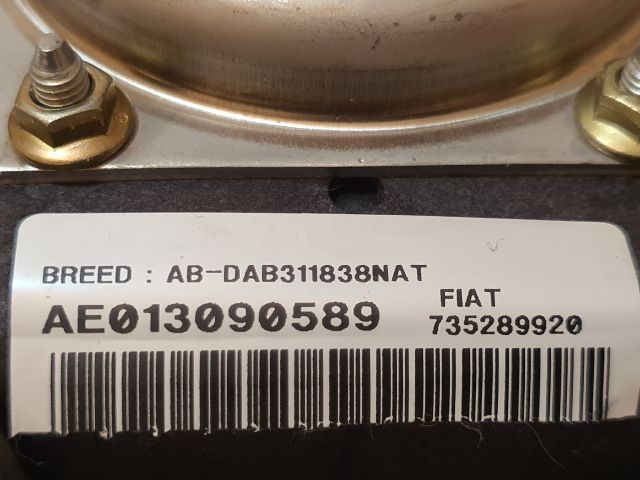 BREED : AB-DAB311838NAT
FIAT
AE013090589 735289920